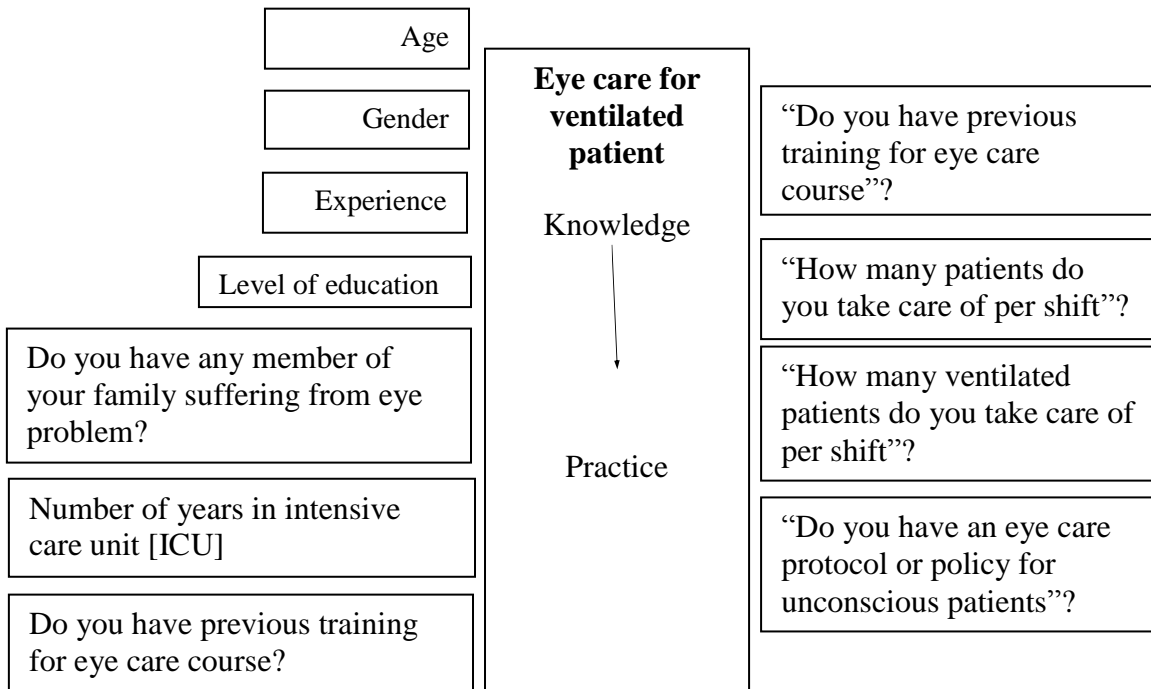 Age
Gender
Experience
Level of education
Do you have any member of
your family suffering from eye
problem?
Number of years in intensive
care unit [ICU]
Do you have previous training
for eye care course?
Eye care for
ventilated
patient
Knowledge
Practice
“Do you have previous
training for eye care
course”?
“How many patients do
you take care of per shift”?
“How many ventilated
patients do you take care of
per shift”?
“Do you have an eye care
protocol or policy for
unconscious patients”?